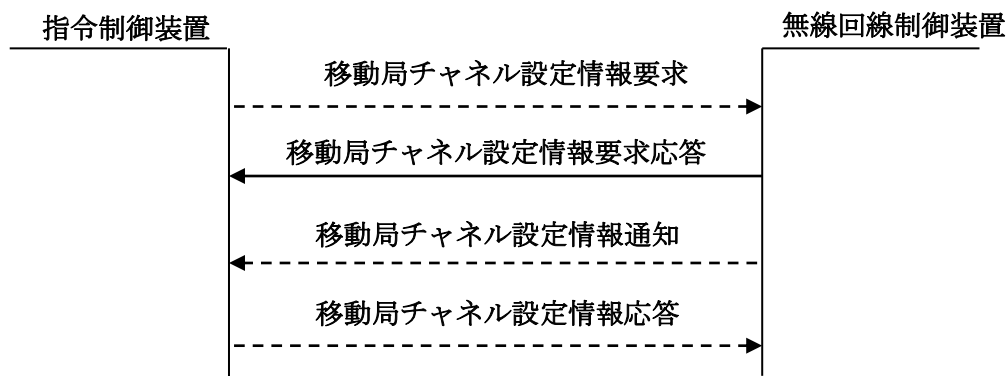 指令制御装置
無線回線制御装置
移動局チャネル設定情報要求
移動局チャネル設定情報要求応答
移動局チャネル設定情報通知
移動局チャネル設定情報応答